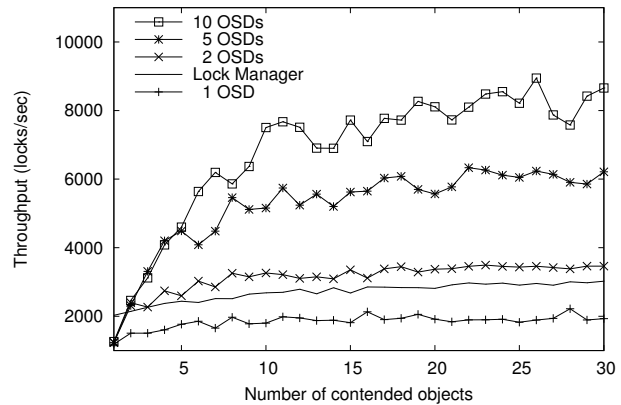 10 OSDs
5 OSDs
2 OSDs
Lock Manager
1 OSD
10000
8000
6000
4000
2000
Throughput (locks/sec)
5 10 15 20 25 30
Number of contended objects